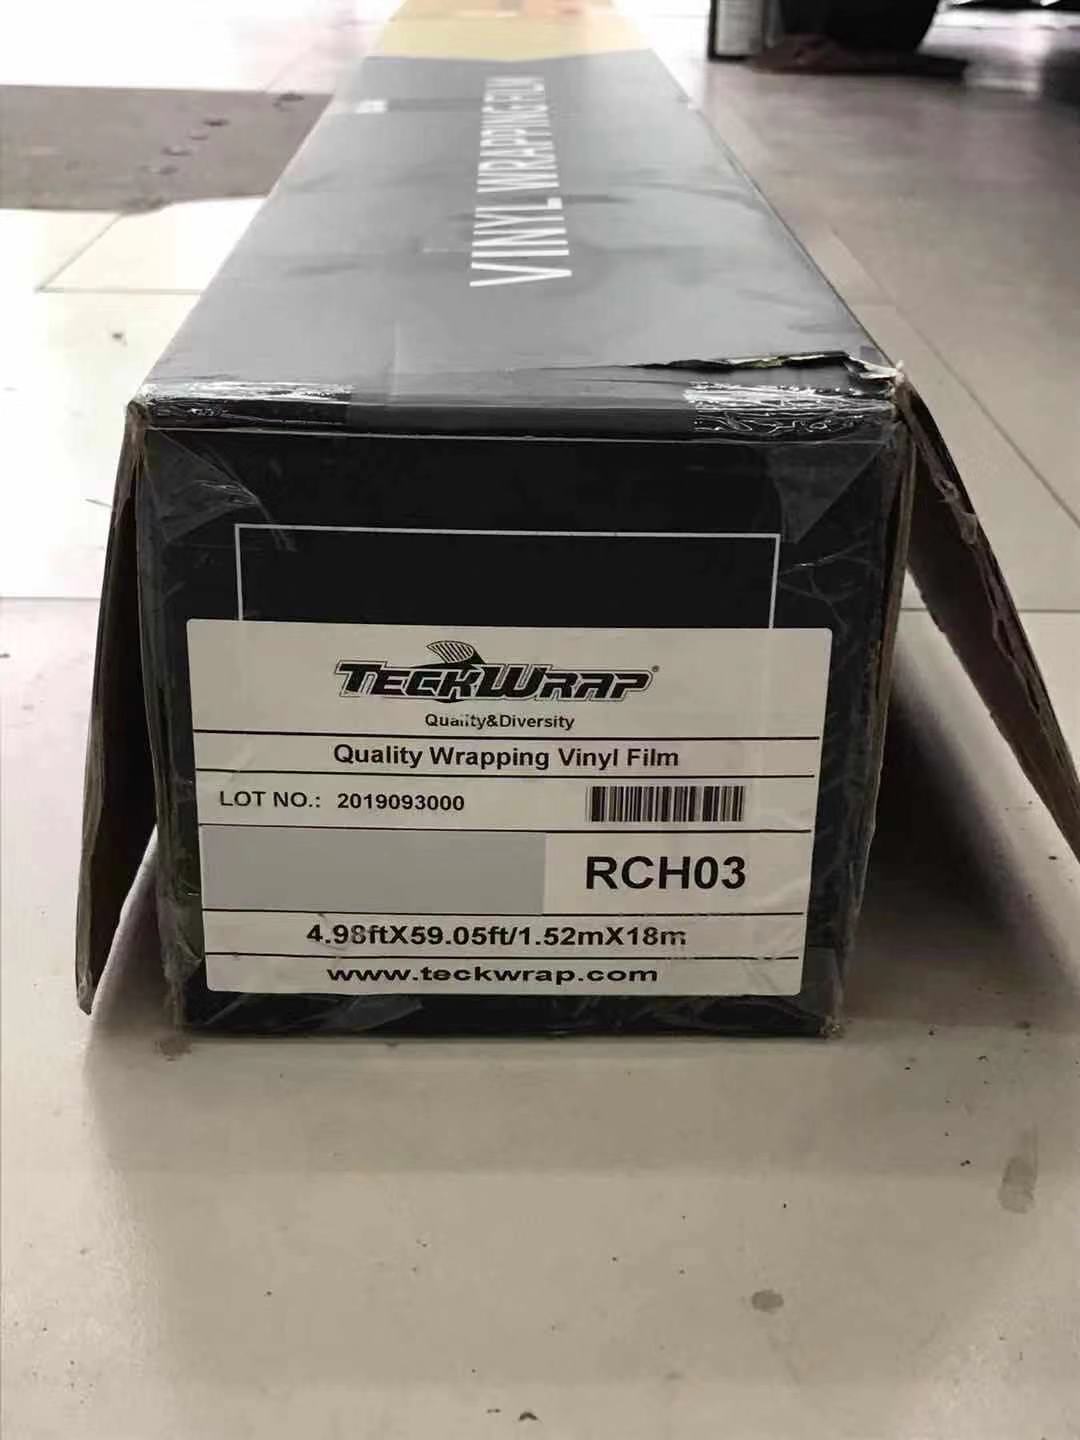 VINYL WRAPPING FILM
TECKWRAP®
Quality&Diversity
Quality Wrapping Vinyl Film
LOT NO.: 2019093000
RCH03
4.98ftX59.05ft/1.52mX18m
www.teckwrap.com